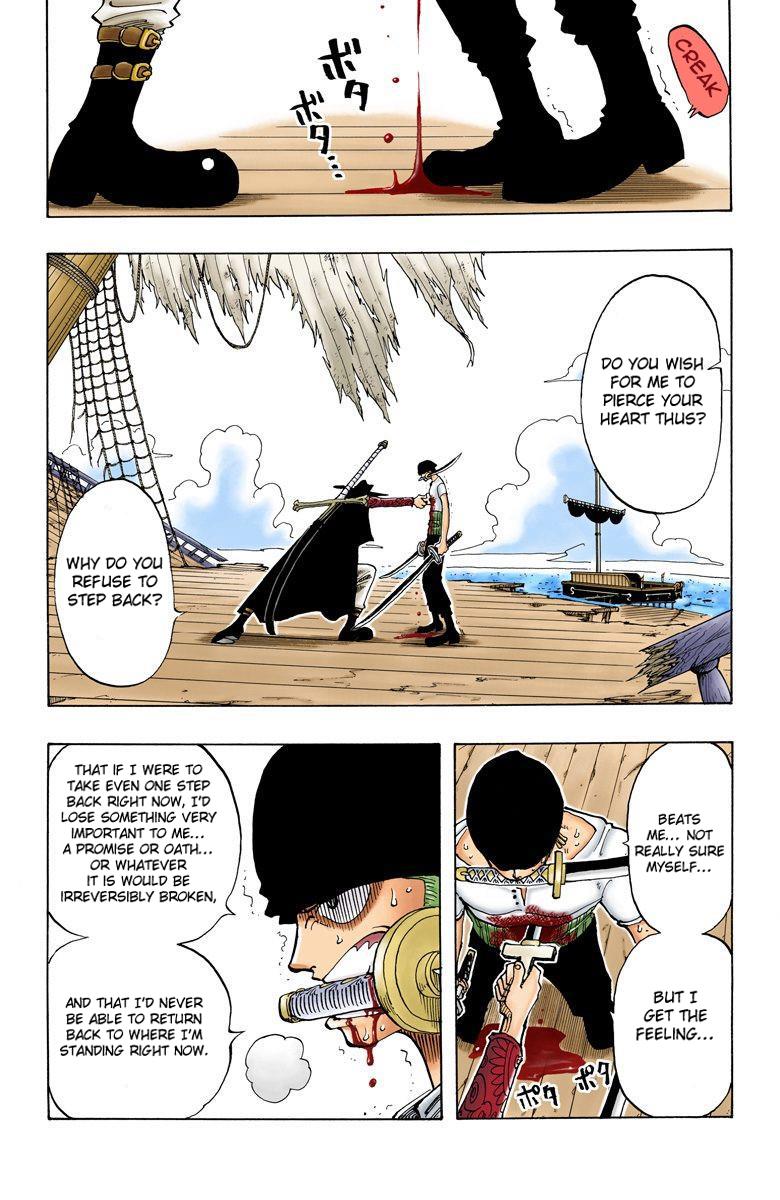 CREAK
ボタ
ボタ…
DO YOU WISH
FOR ME TO
PIERCE YOUR
HEART THUS?
WHY DO YOU
REFUSE TO
STEP BACK?
BEATS
ME... NOT
REALLY SURE
MYSELF...
BUT I
GET THE
FEELING...
ポタ
ポタ
THAT IF I WERE TO
TAKE EVEN ONE STEP
BACK RIGHT NOW, I'D
LOSE SOMETHING VERY
IMPORTANT TO ME...
A PROMISE OR OATH...
OR WHATEVER
IT IS WOULD BE
IRREVERSIBLY BROKEN,
AND THAT I'D NEVER
BE ABLE TO RETURN
BACK TO WHERE I'M
STANDING RIGHT NOW.